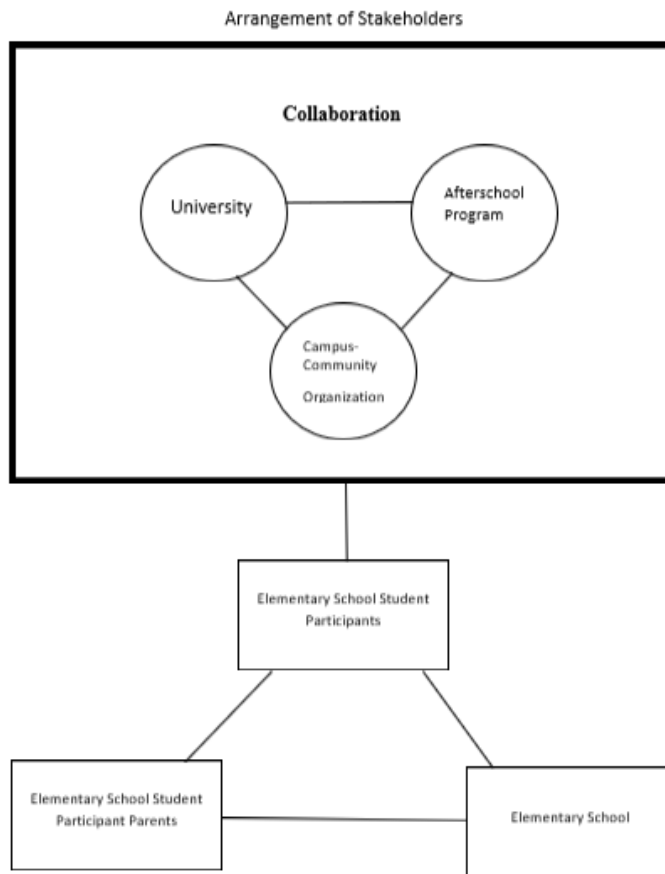 Arrangement of Stakeholders
Collaboration
University
Afterschool
Program
Campus-
Community
Organization
Elementary School Student
Participants
Elementary School Student
Participant Parents
Elementary School